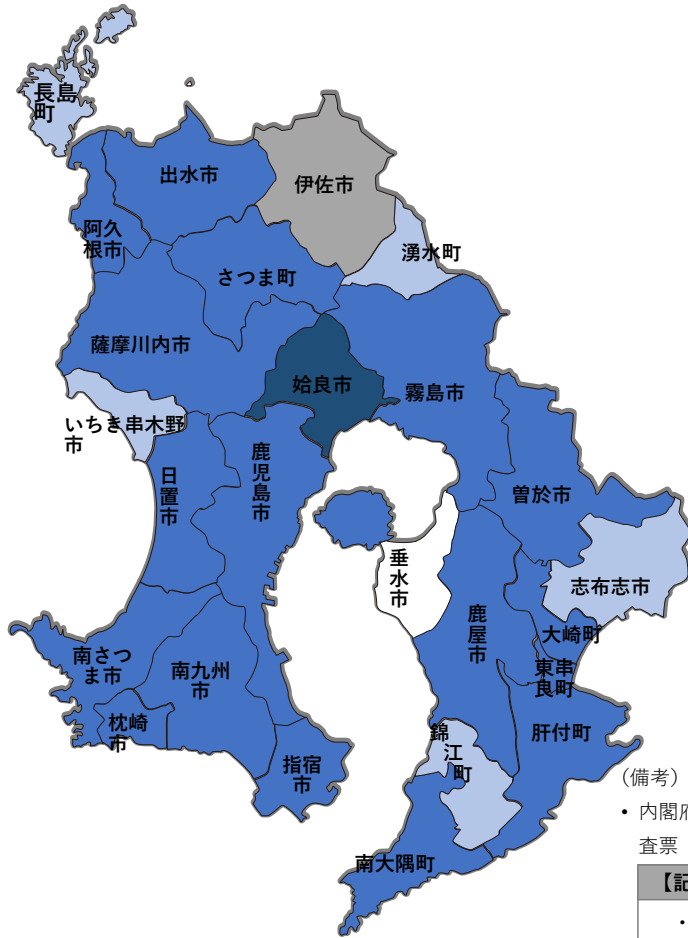 長島
町
出水市
伊佐市
阿久
根市
湧水町
さつま町
薩摩川内市
姶良市
霧島市
いちき串木野
市
鹿児島市
日置市
曽於市
垂水市
志布志市
鹿屋市
大崎町
東串
良町
南さつ
ま市
南九州
市
枕崎
市
錦江町
肝付町
指宿
市
南大隅町
(備考)
• 内閣府
査票
【記
・